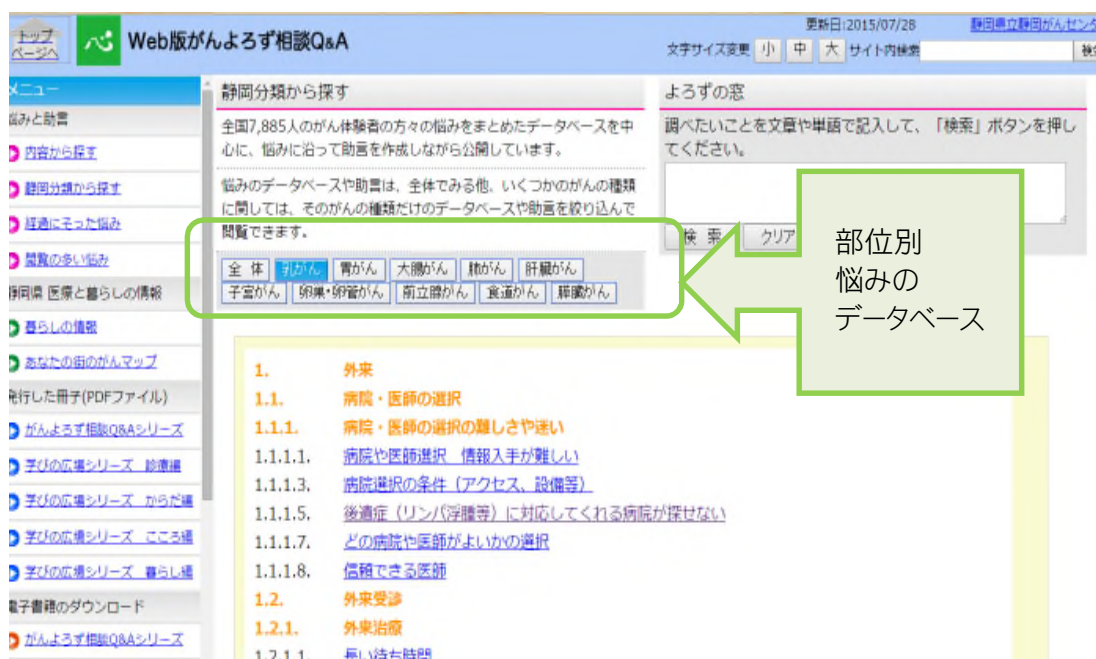 トップ
ページへ
Web版がんよろず相談Q&A
更新日:2015/07/28
静岡県立静岡がんセンタ
文字サイズ変更 小 中 大 サイト内検索
メニュー
悩みと助言
内容から探す
静岡分類から探す
経過にそった悩み
閲覧の多い悩み
静岡県 医療と暮らしの情報
暮らしの情報
あなたの街のがんマップ
発行した冊子(PDFファイル)
がんよろず相談Q&Aシリーズ
学びの広場シリーズ 診療編
学びの広場シリーズ からだ編
学びの広場シリーズ こころ編
学びの広場シリーズ 暮らし編
電子書籍のダウンロード
がんよろず相談Q&Aシリーズ
静岡分類から探す
全国7,885人のがん体験者の方々の悩みをまとめたデータベースを中
心に、悩みに沿って助言を作成しながら公開しています。
悩みのデータベースや助言は、全体でみる他、いくつかのがんの種類
に関しては、そのがんの種類だけのデータベースや助言を絞り込んで
閲覧できます。
全 体 乳がん 胃がん 大腸がん 肺がん 肝臓がん
子宮がん 卵巣・卵管がん 前立腺がん 食道がん 膵臓がん
よろずの窓
調べたいことを文章や単語で記入して、「検索」ボタンを押し
てください。
検 索 クリア
部位別
悩みの
データベース
1. 外来
1.1. 病院・医師の選択
1.1.1. 病院・医師の選択の難しさや迷い
1.1.1.1. 病院や医師選択 情報入手が難しい
1.1.1.3. 病院選択の条件（アクセス、設備等）
1.1.1.5. 後遺症（リンパ浮腫等）に対応してくれる病院が探せない
1.1.1.7. どの病院や医師がよいかの選択
1.1.1.8. 信頼できる医師
1.2. 外来受診
1.2.1. 外来治療
1.2.1.1. 長い待ち時間